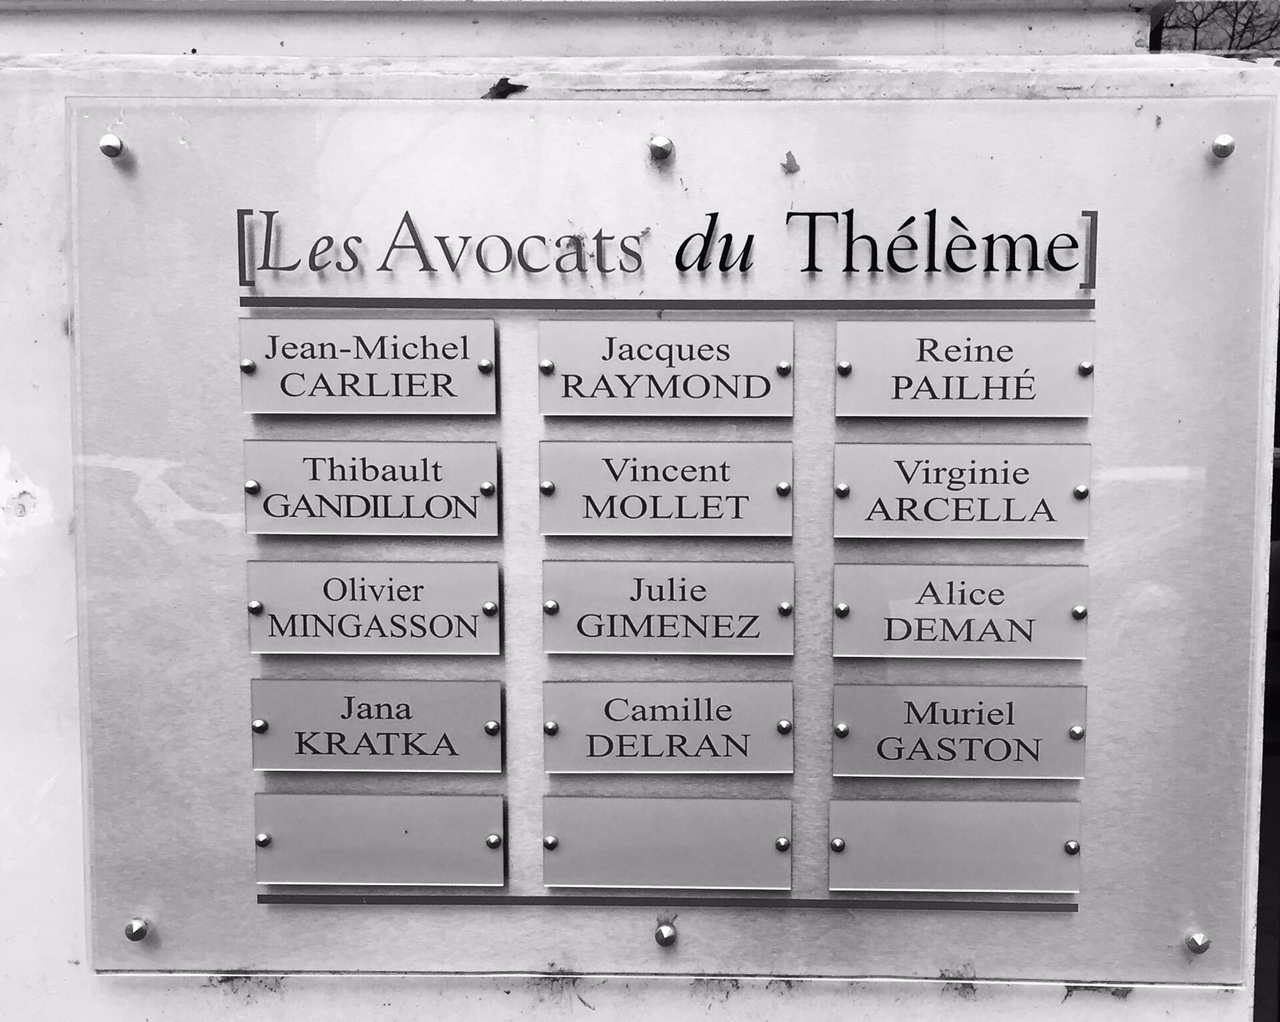 [Les Avocats du Thélème]
Jean-Michel
CARLIER
Jacques
RAYMOND
Reine
PAILHÉ
Thibault
GANDILLON
Vincent
MOLLET
Virginie
ARCELLA
Olivier
MINGASSON
Julie
GIMENEZ
Alice
DEMAN
Jana
KRATKA
Camille
DELRAN
Muriel
GASTON